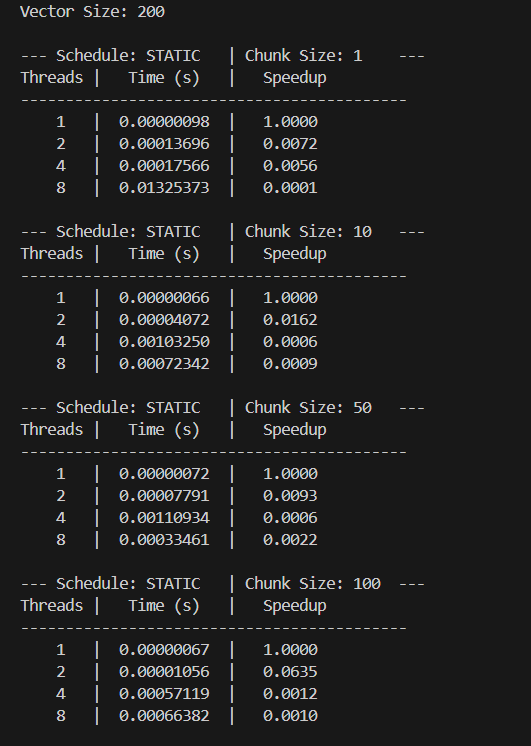 Vector Size: 200
--- Schedule: STATIC   | Chunk Size: 1    ---
Threads |   Time (s)   |   Speedup
-------------------------------------------
    1   |  0.00000098  |   1.0000
    2   |  0.00013696  |   0.0072
    4   |  0.00017566  |   0.0056
    8   |  0.01325373  |   0.0001
--- Schedule: STATIC   | Chunk Size: 10   ---
Threads |   Time (s)   |   Speedup
-------------------------------------------
    1   |  0.00000066  |   1.0000
    2   |  0.00004072  |   0.0162
    4   |  0.00103250  |   0.0006
    8   |  0.00072342  |   0.0009
--- Schedule: STATIC   | Chunk Size: 50   ---
Threads |   Time (s)   |   Speedup
-------------------------------------------
    1   |  0.00000072  |   1.0000
    2   |  0.00007791  |   0.0093
    4   |  0.00110934  |   0.0006
    8   |  0.00033461  |   0.0022
--- Schedule: STATIC   | Chunk Size: 100  ---
Threads |   Time (s)   |   Speedup
-------------------------------------------
    1   |  0.00000067  |   1.0000
    2   |  0.00001056  |   0.0635
    4   |  0.00057119  |   0.0012
    8   |  0.00066382  |   0.0010